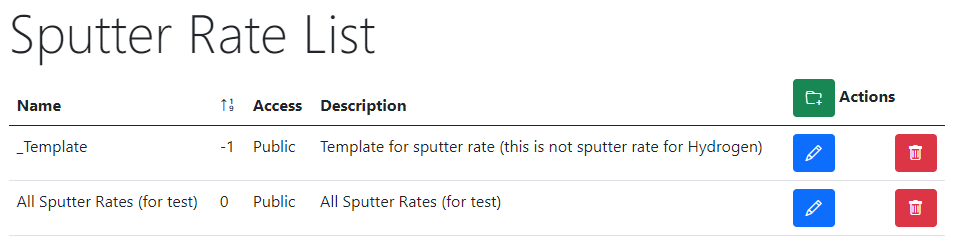 Sputter Rate List
Name Access Description Actions
_Template -1 Public Template for sputter rate (this is not sputter rate for Hydrogen)
All Sputter Rates (for test) 0 Public All Sputter Rates (for test)